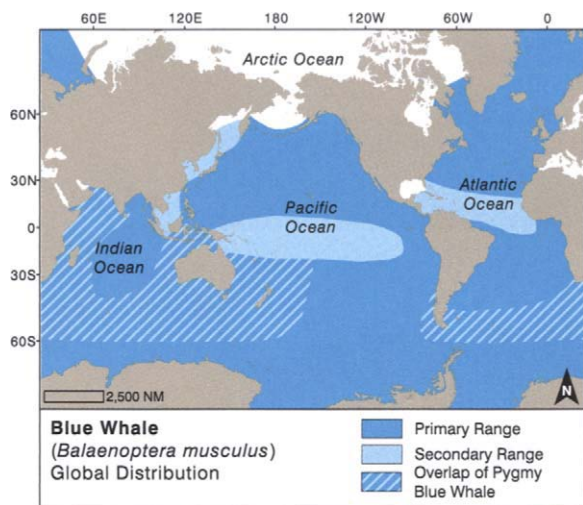 60E 120E 180 120W 60W 0
Arctic Ocean
60N
30N
Atlantic
Ocean
Pacific
Ocean
0
Indian
Ocean
30S
60S
2,500 NM
N
Blue Whale
(Balaenoptera musculus)
Global Distribution
Primary Range
Secondary Range
Overlap of Pygmy
Blue Whale